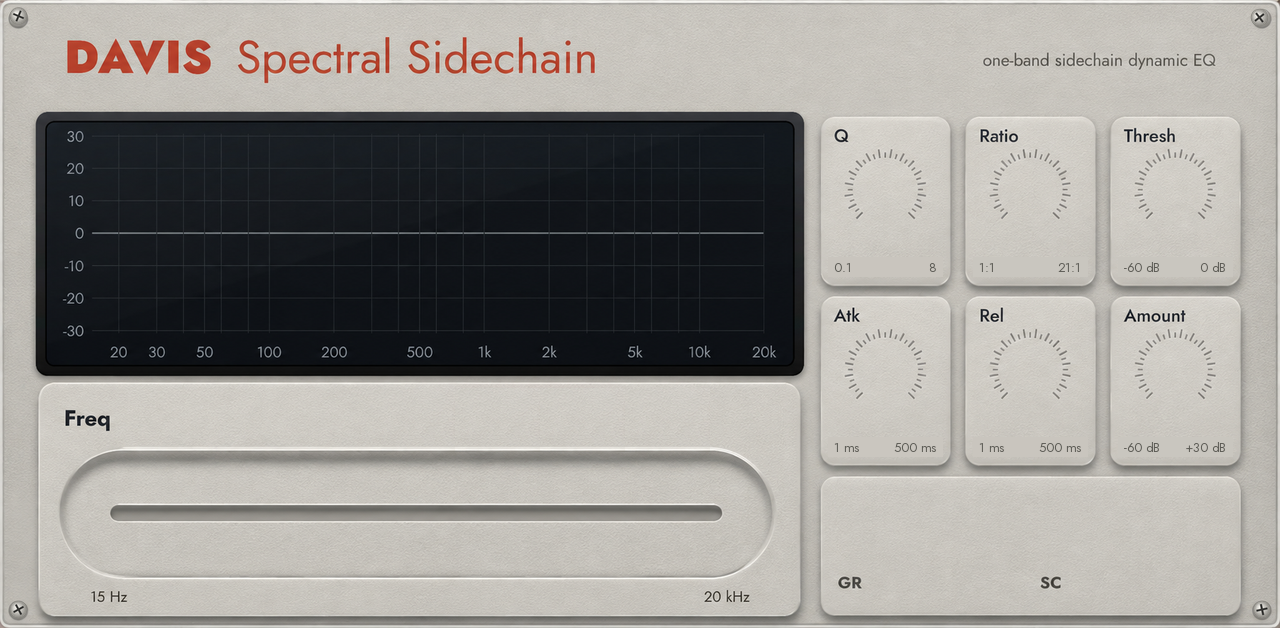 DAVIS Spectral Sidechain
one-band sidechain dynamic EQ
30
20
10
0
-10
-20
-30
20 30 50 100 200 500 1k 2k 5k 10k 20k
Q
0.1 8
Ratio
1:1 21:1
Thresh
-60 dB 0 dB
Atk
1 ms 500 ms
Rel
1 ms 500 ms
Amount
-60 dB +30 dB
Freq
15 Hz 20 kHz
GR SC